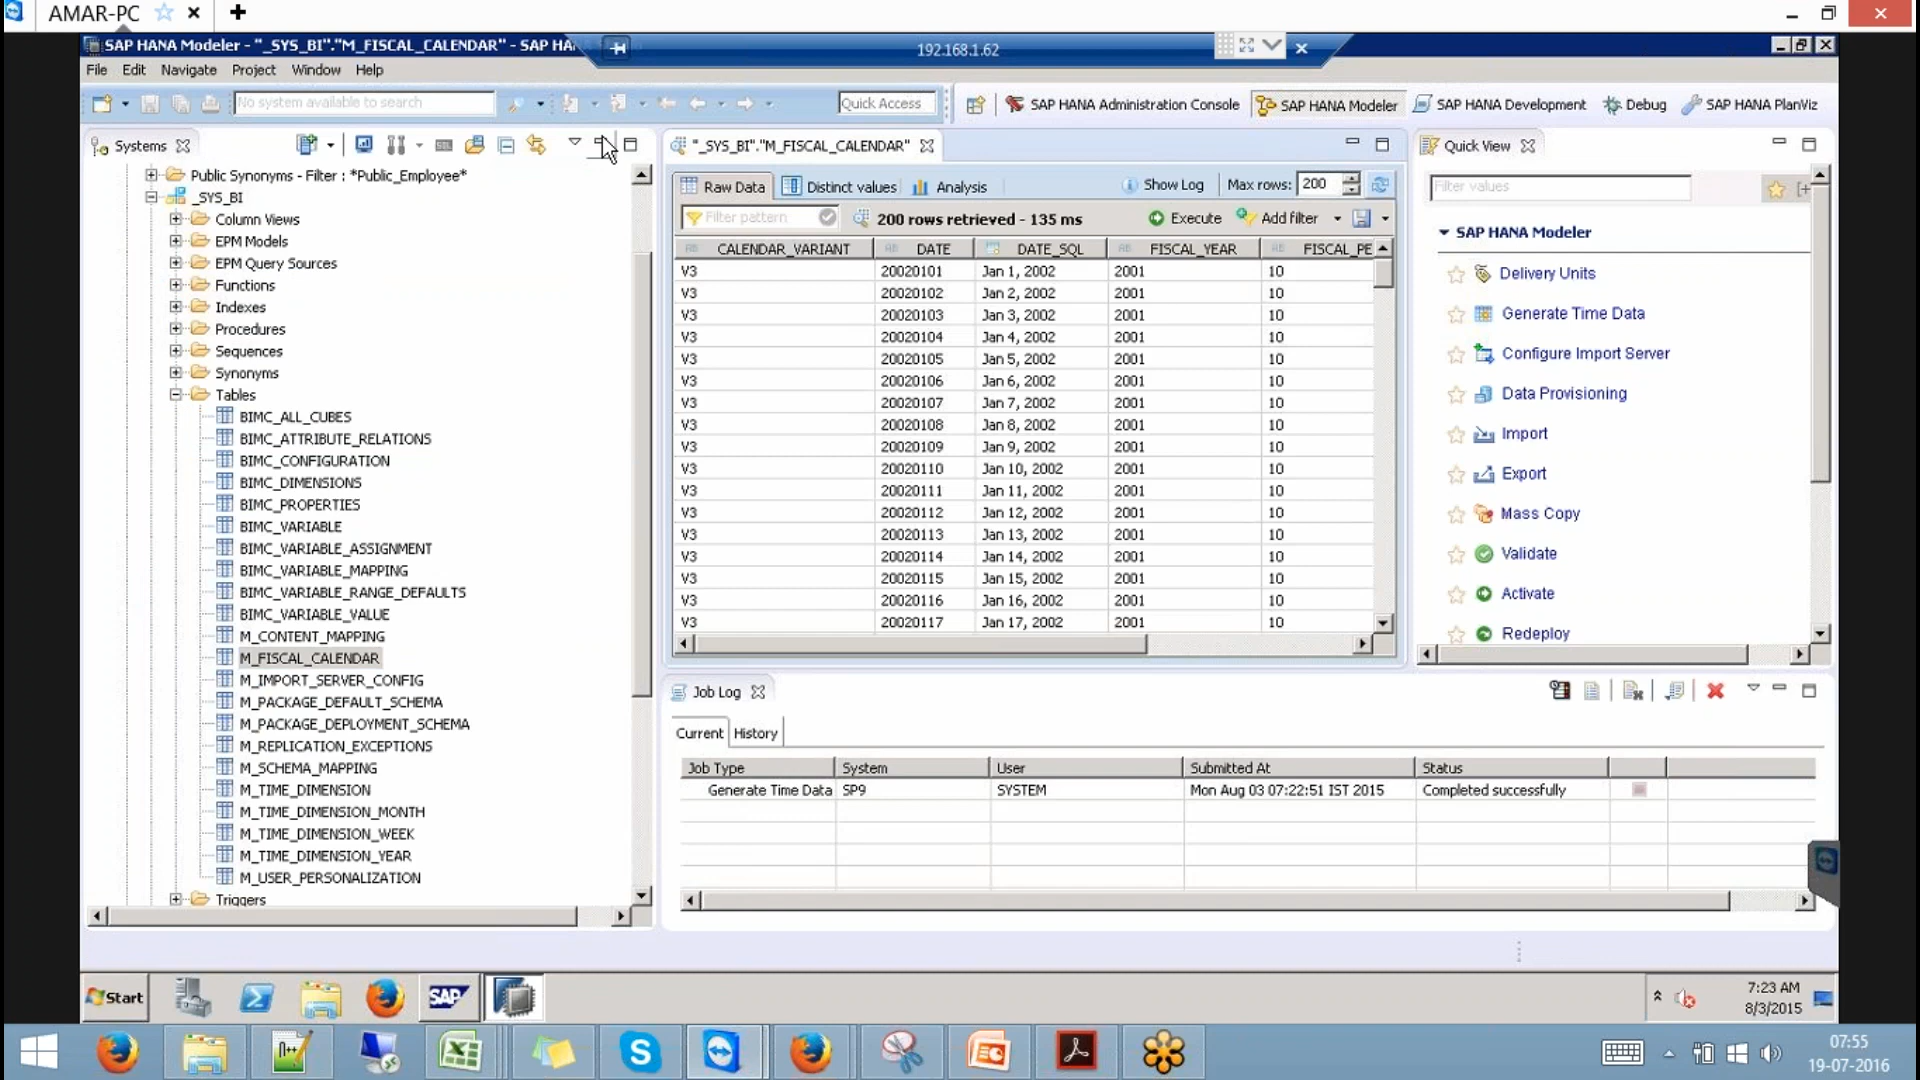 AMAR-PC
SAP HANA Modeler - "_SYS_BI"."M_FISCAL_CALENDAR" - SAP HA
192.168.1.62
File Edit Navigate Project Window Help
No system available to search
Quick Access
SAP HANA Administration Console
SAP HANA Modeler
SAP HANA Development
Debug
SAP HANA PlanViz
Systems
Public Synonyms - Filter : *Public_Employee*
_SYS_BI
Column Views
EPM Models
EPM Query Sources
Functions
Indexes
Procedures
Sequences
Synonyms
Tables
BIMC_ALL_CUBES
BIMC_ATTRIBUTE_RELATIONS
BIMC_CONFIGURATION
BIMC_DIMENSIONS
BIMC_PROPERTIES
BIMC_VARIABLE
BIMC_VARIABLE_ASSIGNMENT
BIMC_VARIABLE_MAPPING
BIMC_VARIABLE_RANGE_DEFAULTS
BIMC_VARIABLE_VALUE
M_CONTENT_MAPPING
M_FISCAL_CALENDAR
M_IMPORT_SERVER_CONFIG
M_PACKAGE_DEFAULT_SCHEMA
M_PACKAGE_DEPLOYMENT_SCHEMA
M_REPLICATION_EXCEPTIONS
M_SCHEMA_MAPPING
M_TIME_DIMENSION
M_TIME_DIMENSION_MONTH
M_TIME_DIMENSION_WEEK
M_TIME_DIMENSION_YEAR
M_USER_PERSONALIZATION
Triggers
"_SYS_BI"."M_FISCAL_CALENDAR"
Raw Data Distinct values Analysis Show Log Max rows: 200
Filter pattern 200 rows retrieved - 135 ms Execute Add filter
CALENDAR_VARIANT DATE DATE_SQL FISCAL_YEAR FISCAL_PE
V3 20020101 Jan 1, 2002 2001 10
V3 20020102 Jan 2, 2002 2001 10
V3 20020103 Jan 3, 2002 2001 10
V3 20020104 Jan 4, 2002 2001 10
V3 20020105 Jan 5, 2002 2001 10
V3 20020106 Jan 6, 2002 2001 10
V3 20020107 Jan 7, 2002 2001 10
V3 20020108 Jan 8, 2002 2001 10
V3 20020109 Jan 9, 2002 2001 10
V3 20020110 Jan 10, 2002 2001 10
V3 20020111 Jan 11, 2002 2001 10
V3 20020112 Jan 12, 2002 2001 10
V3 20020113 Jan 13, 2002 2001 10
V3 20020114 Jan 14, 2002 2001 10
V3 20020115 Jan 15, 2002 2001 10
V3 20020116 Jan 16, 2002 2001 10
V3 20020117 Jan 17, 2002 2001 10
Quick View
Filter values
SAP HANA Modeler
Delivery Units
Generate Time Data
Configure Import Server
Data Provisioning
Import
Export
Mass Copy
Validate
Activate
Redeploy
Job Log
Current History
Job Type System User Submitted At Status
Generate Time Data SP9 SYSTEM Mon Aug 03 07:22:51 IST 2015 Completed successfully
Start
SAP
7:23 AM
8/3/2015
07:55
19-07-2016